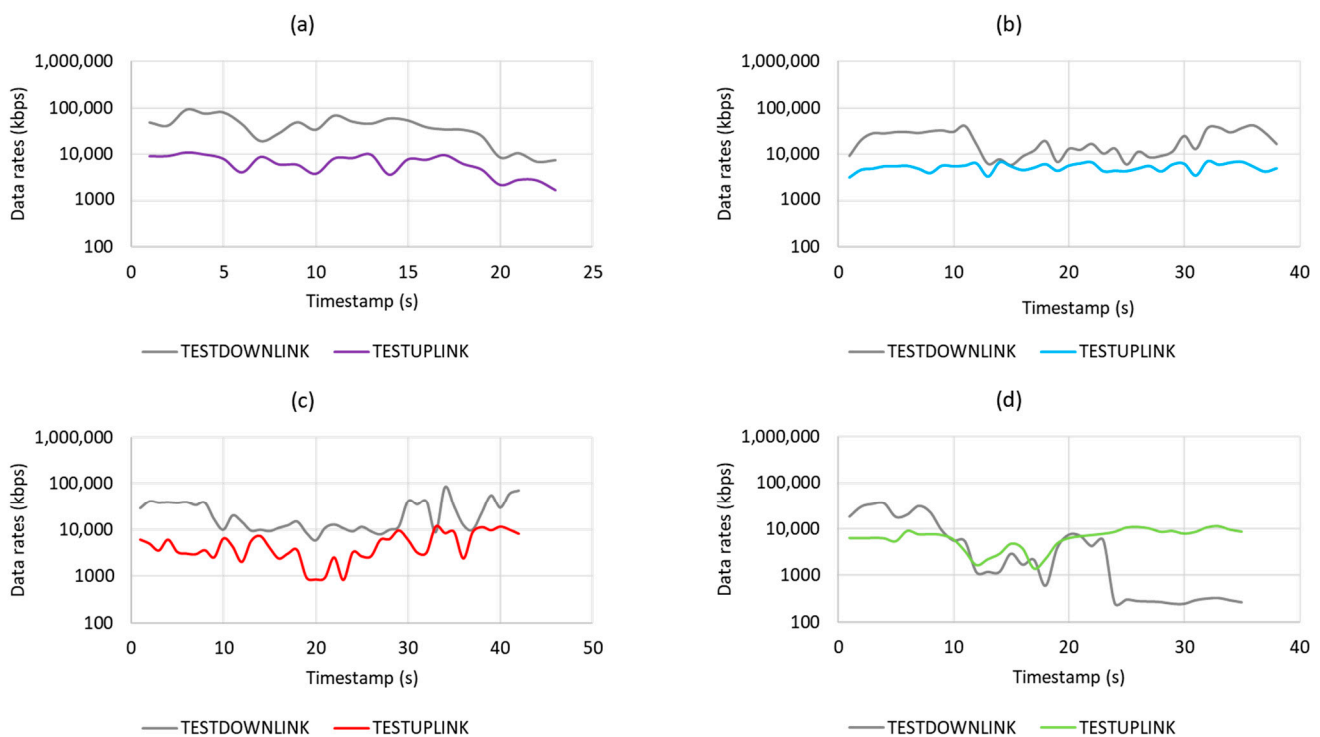 (a)
1,000,000
100,000
10,000
1000
100
Data rates (kbps)
0 5 10 15 20 25
Timestamp (s)
TESTDOWNLINK TESTUPLINK
(b)
1,000,000
100,000
10,000
1000
100
Data rates (kbps)
0 10 20 30 40
Timestamp (s)
TESTDOWNLINK TESTUPLINK
(c)
1,000,000
100,000
10,000
1000
100
Data rates (kbps)
0 10 20 30 40 50
Timestamp (s)
TESTDOWNLINK TESTUPLINK
(d)
1,000,000
100,000
10,000
1000
100
Data rates (kbps)
0 10 20 30 40
Timestamp (s)
TESTDOWNLINK TESTUPLINK